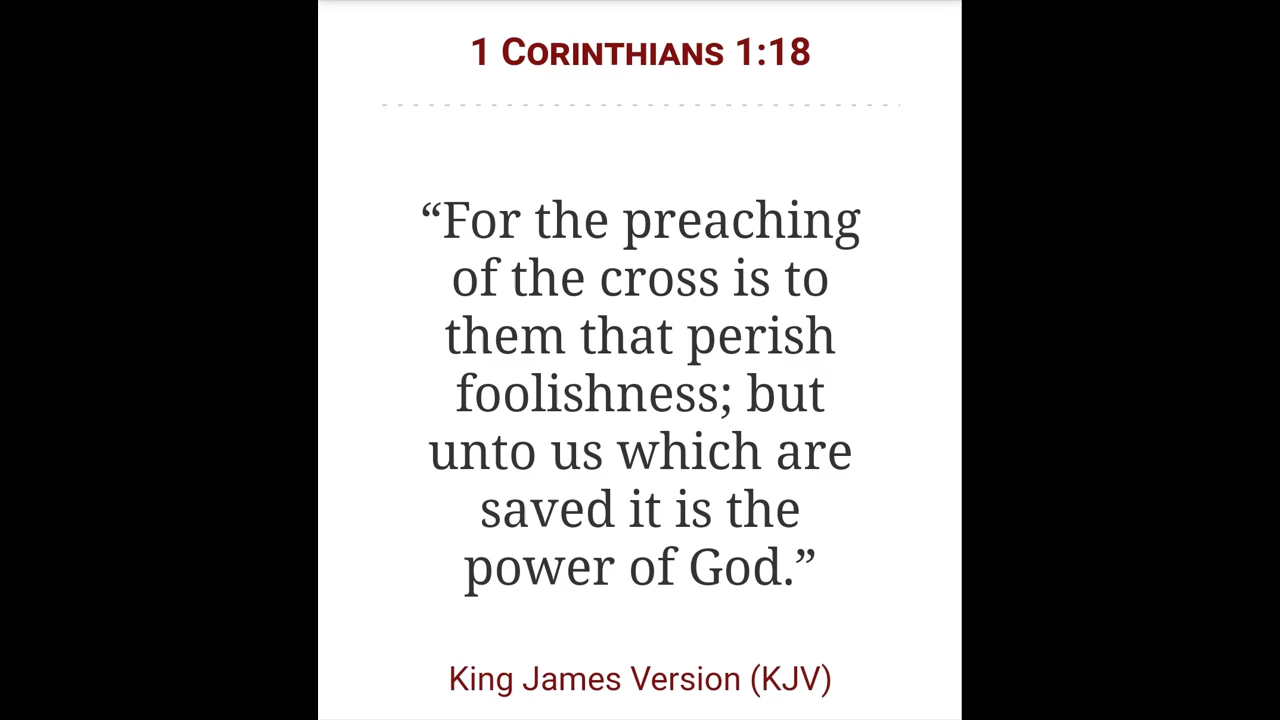 1 Corinthians 1:18
“For the preaching
of the cross is to
them that perish
foolishness; but
unto us which are
saved it is the
power of God.”
King James Version (KJV)